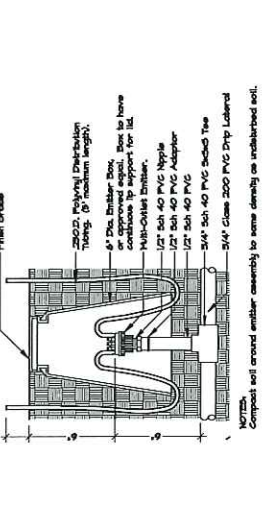 Finish Grade
.250 O.D. Polyvinyl Distribution
Tubing. (5' maximum length).
6" Dia. Emitter Box,
or approved equal. Box to have
continuous lip support for lid.
Multi-Outlet Emitter.
1/2" Sch 40 PVC Nipple
1/2" Sch 40 PVC Adaptor
1/2" Sch 40 PVC
3/4" Sch 40 PVC SxSxS Tee
3/4" Class 200 PVC Drip Lateral
6"
6"
NOTES:
Compact soil around emitter assembly to same density as undisturbed soil.